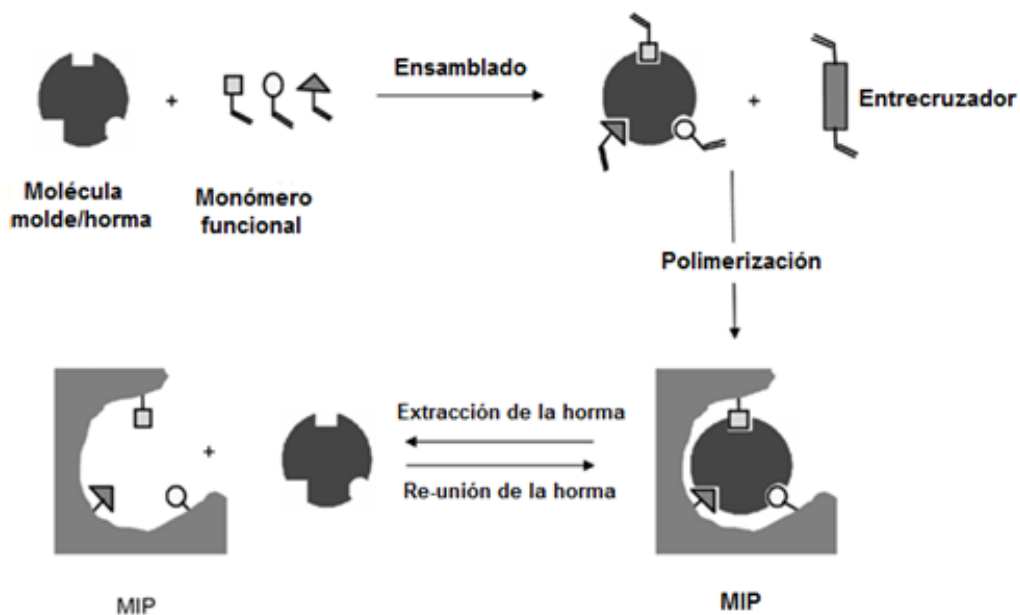 Ensamblado
+
+
Entrecruzador
Molécula
molde/horma
Monómero
funcional
Polimerización
Extracción de la horma
+
Re-unión de la horma
MIP
MIP